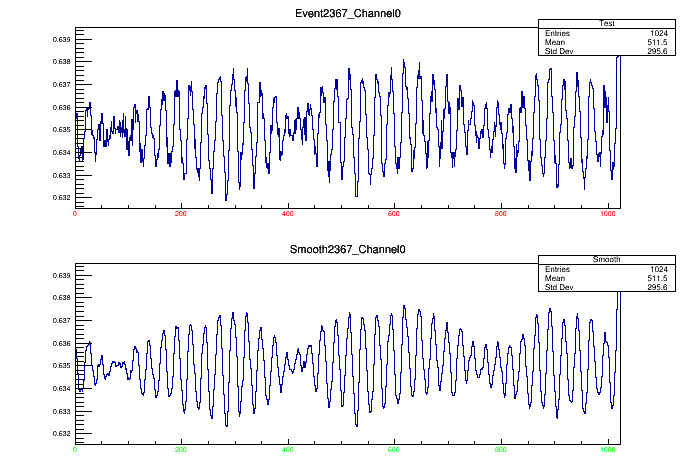 Event2367_Channel0
Test
Entries 1024
Mean 511.5
Std Dev 295.6
0.639
0.638
0.637
0.636
0.635
0.634
0.633
0.632
0 200 400 600 800 1000
Smooth2367_Channel0
Smooth
Entries 1024
Mean 511.5
Std Dev 295.6
0.639
0.638
0.637
0.636
0.635
0.634
0.633
0.632
0 200 400 600 800 1000